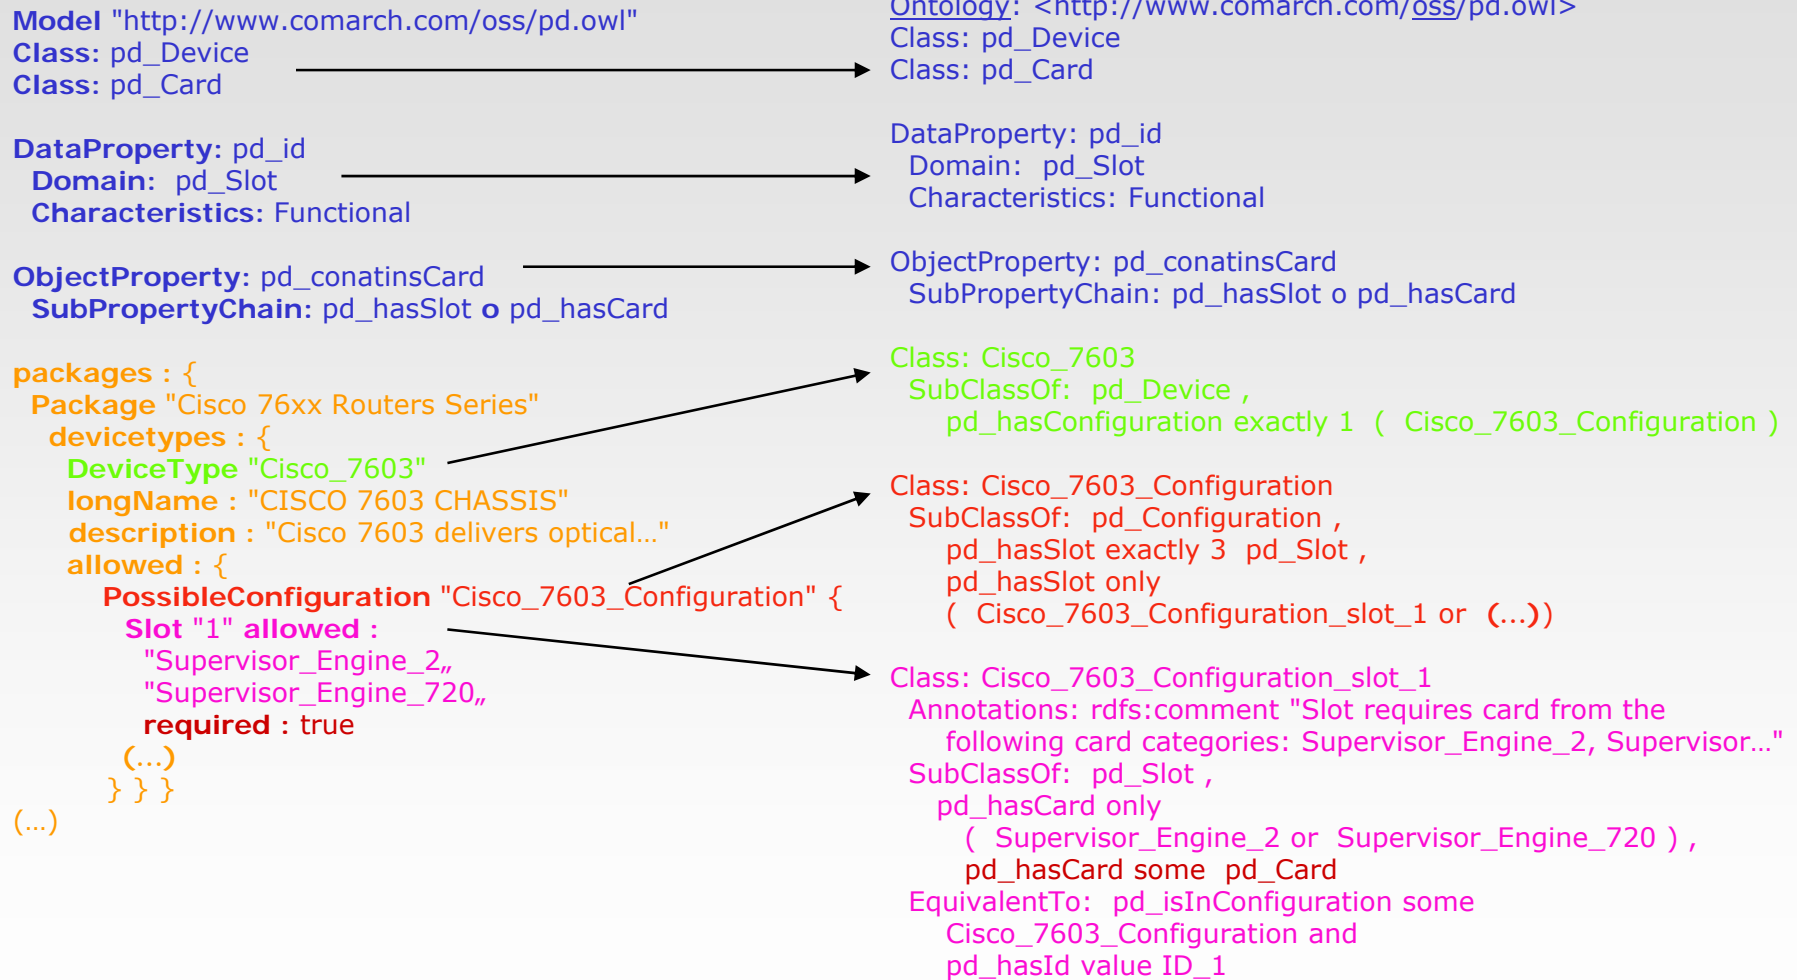 Model "http://www.comarch.com/oss/pd.owl"
Class: pd_Device
Class: pd_Card
DataProperty: pd_id
Domain: pd_Slot
Characteristics: Functional
ObjectProperty: pd_conatinsCard
SubPropertyChain: pd_hasSlot o pd_hasCard
packages : {
Package "Cisco 76xx Routers Series"
devicetypes : {
DeviceType "Cisco_7603"
longName : "CISCO 7603 CHASSIS"
description : "Cisco 7603 delivers optical…"
allowed : {
PossibleConfiguration "Cisco_7603_Configuration" {
Slot "1" allowed :
"Supervisor_Engine_2„
"Supervisor_Engine_720„
required : true
(...)
} } }
(…)
Ontology: <http://www.comarch.com/oss/pd.owl>
Class: pd_Device
Class: pd_Card
DataProperty: pd_id
Domain: pd_Slot
Characteristics: Functional
ObjectProperty: pd_conatinsCard
SubPropertyChain: pd_hasSlot o pd_hasCard
Class: Cisco_7603
SubClassOf: pd_Device ,
pd_hasConfiguration exactly 1 ( Cisco_7603_Configuration )
Class: Cisco_7603_Configuration
SubClassOf: pd_Configuration ,
pd_hasSlot exactly 3 pd_Slot ,
pd_hasSlot only
( Cisco_7603_Configuration_slot_1 or (...))
Class: Cisco_7603_Configuration_slot_1
Annotations: rdfs:comment "Slot requires card from the
following card categories: Supervisor_Engine_2, Supervisor…"
SubClassOf: pd_Slot ,
pd_hasCard only
( Supervisor_Engine_2 or Supervisor_Engine_720 ) ,
pd_hasCard some pd_Card
EquivalentTo: pd_isInConfiguration some
Cisco_7603_Configuration and
pd_hasId value ID_1